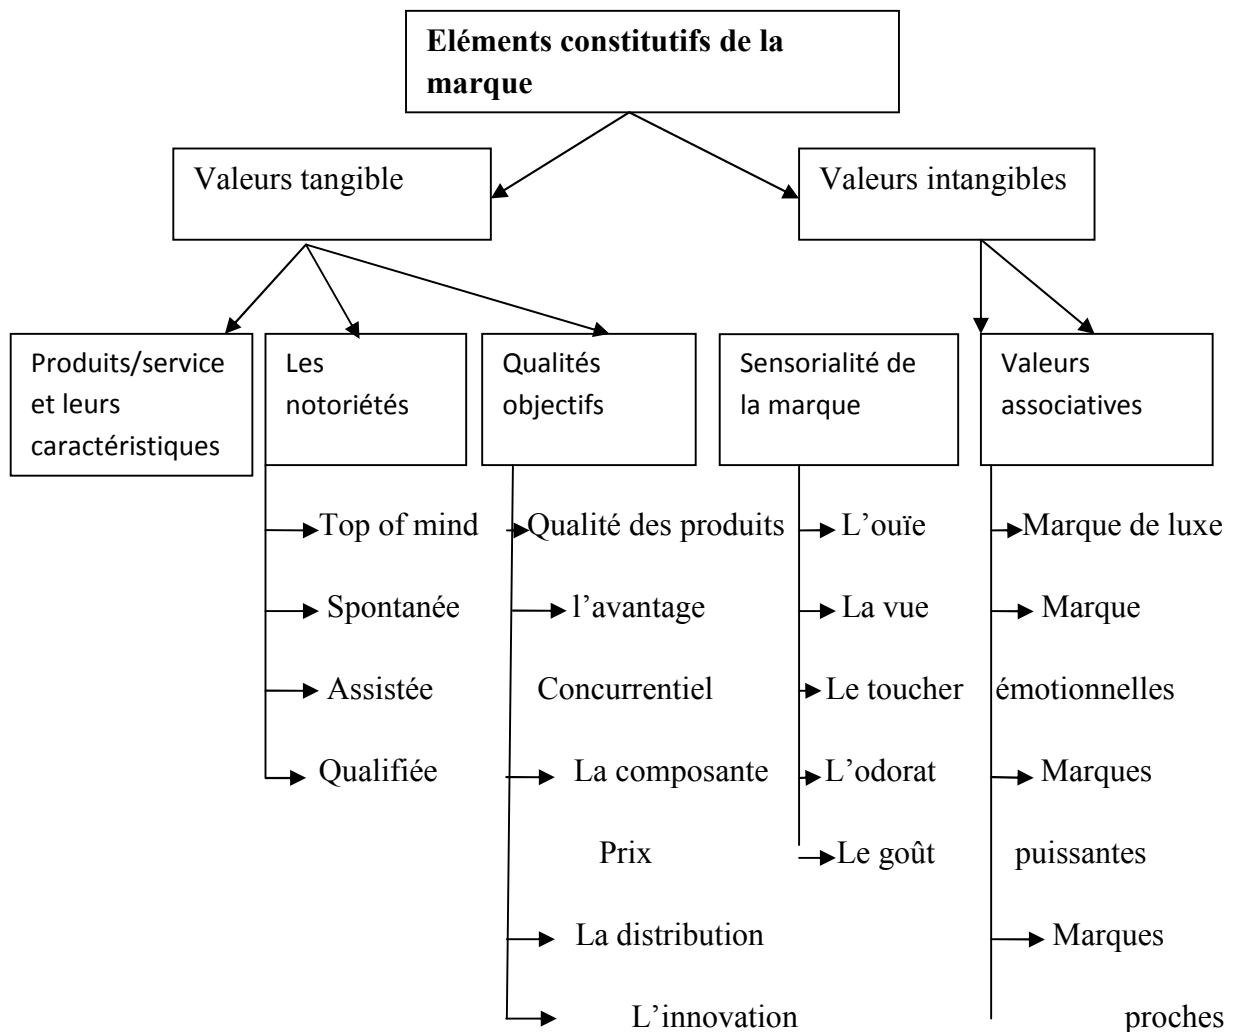 Eléments constitutifs de la
marque
Valeurs tangible
Valeurs intangibles
Produits/service
et leurs
caractéristiques
Les
notoriétés
Qualités
objectifs
Sensorialité de
la marque
Valeurs
associatives
Top of mind
Spontanée
Assistée
Qualifiée
Qualité des produits
l’avantage
Concurrentiel
La composante
Prix
La distribution
L’innovation
L’ouïe
La vue
Le toucher
L’odorat
Le goût
Marque de luxe
Marque
émotionnelles
Marques
puissantes
Marques
proches